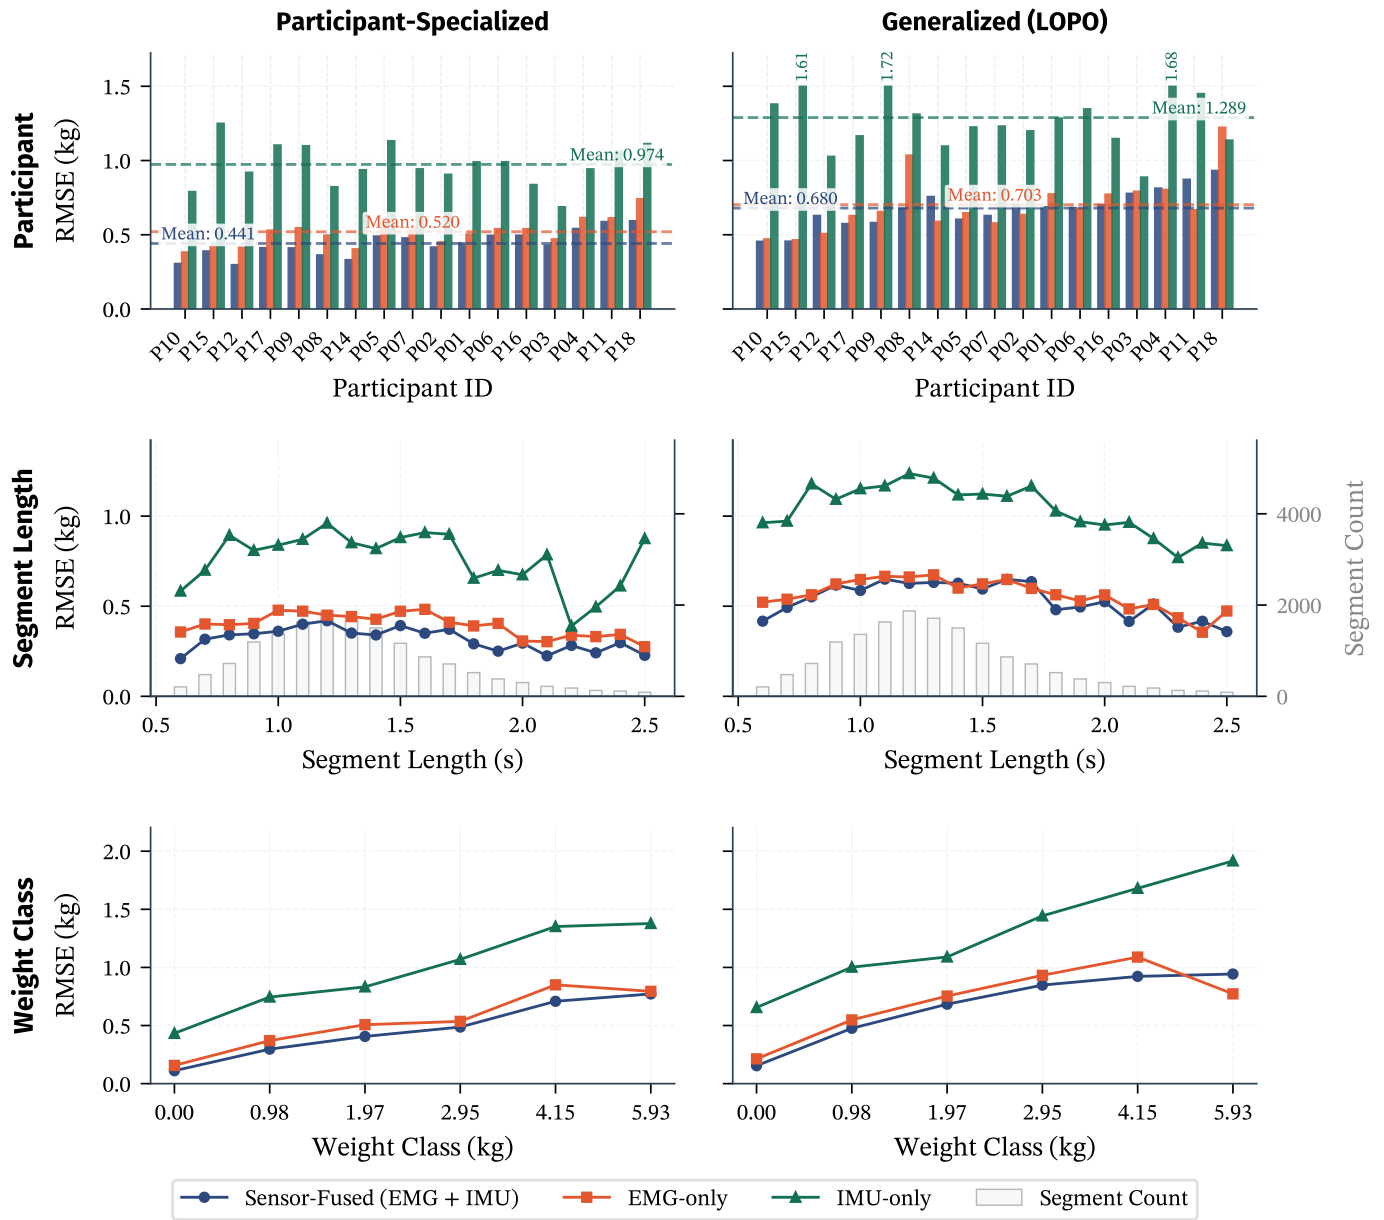 Participant-Specialized
Generalized (LOPO)
Participant
RMSE (kg)
1.5
1.0
0.5
0.0
Mean: 0.441
Mean: 0.520
Mean: 0.974
P10 P15 P12 P17 P09 P08 P14 P05 P07 P02 P01 P06 P16 P03 P04 P11 P18
Participant ID
1.61
1.72
1.68
Mean: 1.289
Mean: 0.680
Mean: 0.703
P10 P15 P12 P17 P09 P08 P14 P05 P07 P02 P01 P06 P16 P03 P04 P11 P18
Participant ID
Segment Length
RMSE (kg)
1.0
0.5
0.0
0.5 1.0 1.5 2.0 2.5
Segment Length (s)
0.5 1.0 1.5 2.0 2.5
Segment Length (s)
4000
2000
0
Segment Count
Weight Class
RMSE (kg)
2.0
1.5
1.0
0.5
0.0
0.00 0.98 1.97 2.95 4.15 5.93
Weight Class (kg)
0.00 0.98 1.97 2.95 4.15 5.93
Weight Class (kg)
Sensor-Fused (EMG + IMU) EMG-only IMU-only Segment Count